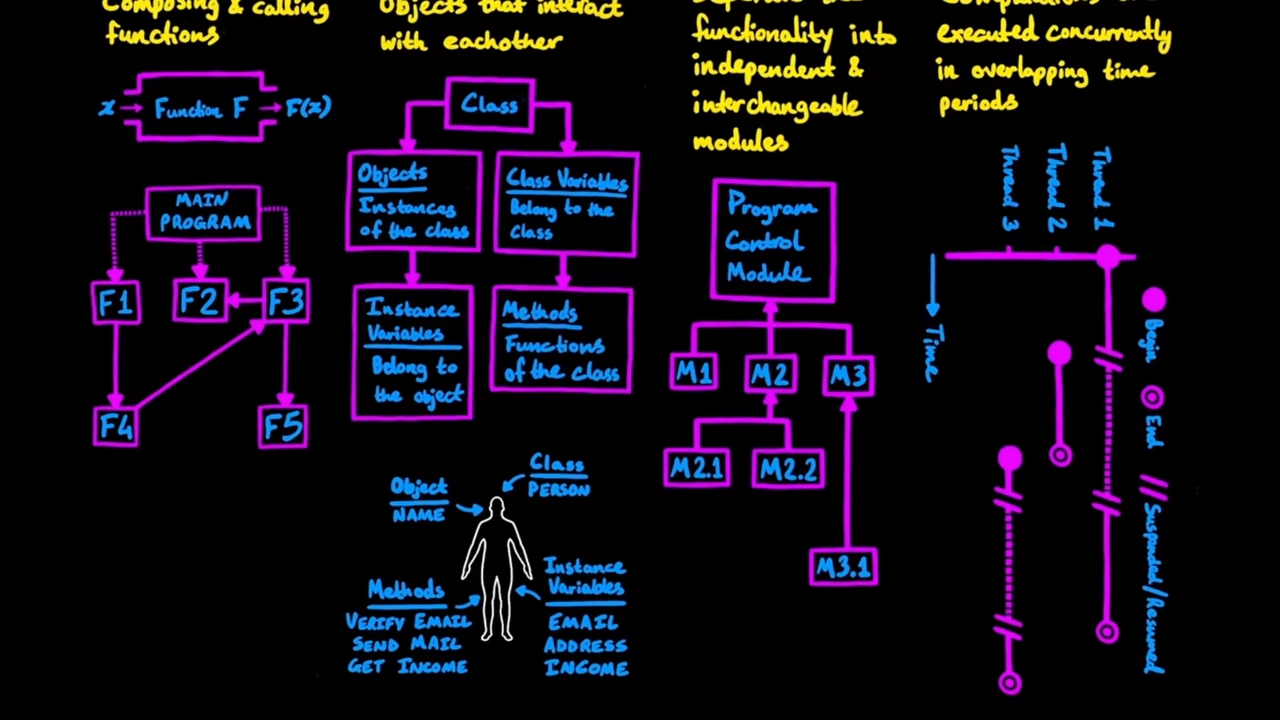 Composing & calling
functions
x
Function F
F(x)
MAIN
PROGRAM
F1
F2
F3
F4
F5
Objects that interact
with eachother
Class
Objects
Instances
of the class
Class Variables
Belong to the
Class
Instance
Variables
Belong to
the object
Methods
Functions
of the class
Object
NAME
Class
PERSON
Methods
VERIFY EMAIL
SEND MAIL
GET INCOME
Instance
Variables
EMAIL
ADDRESS
INCOME
functionality into
independent &
interchangeable
modules
Program
Control
Module
M1
M2
M3
M2.1
M2.2
M3.1
executed concurrently
in overlapping time
periods
Thread 3
Thread 2
Thread 1
Time
Begin
End
Suspended/Resumed